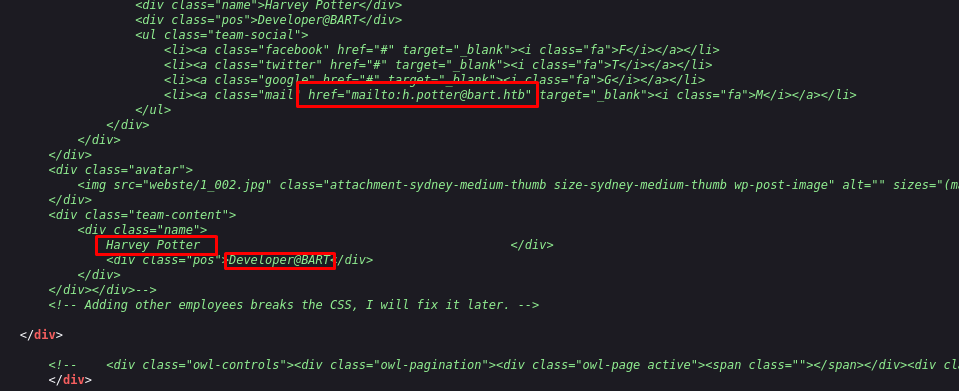 <div class="name">Harvey Potter</div>
<div class="pos">Developer@BART</div>
<ul class="team-social">
<li><a class="facebook" href="#" target="_blank"><i class="fa">F</i></a></li>
<li><a class="twitter" href="#" target="_blank"><i class="fa">T</i></a></li>
<li><a class="google" href="#" target="_blank"><i class="fa">G</i></a></li>
<li><a class="mail" href="mailto:h.potter@bart.htb" target="_blank"><i class="fa">M</i></a></li>
</ul>
</div>
</div>
</div>
<div class="avatar">
<img src="webste/1_002.jpg" class="attachment-sydney-medium-thumb size-sydney-medium-thumb wp-post-image" alt="" sizes="(ma
</div>
<div class="team-content">
<div class="name">
Harvey Potter </div>
<div class="pos">Developer@BART</div>
</div>
</div></div>-->
<!-- Adding other employees breaks the CSS, I will fix it later. -->
</div>
<!-- <div class="owl-controls"><div class="owl-pagination"><div class="owl-page active"><span class=""></span></div><div cl
</div>